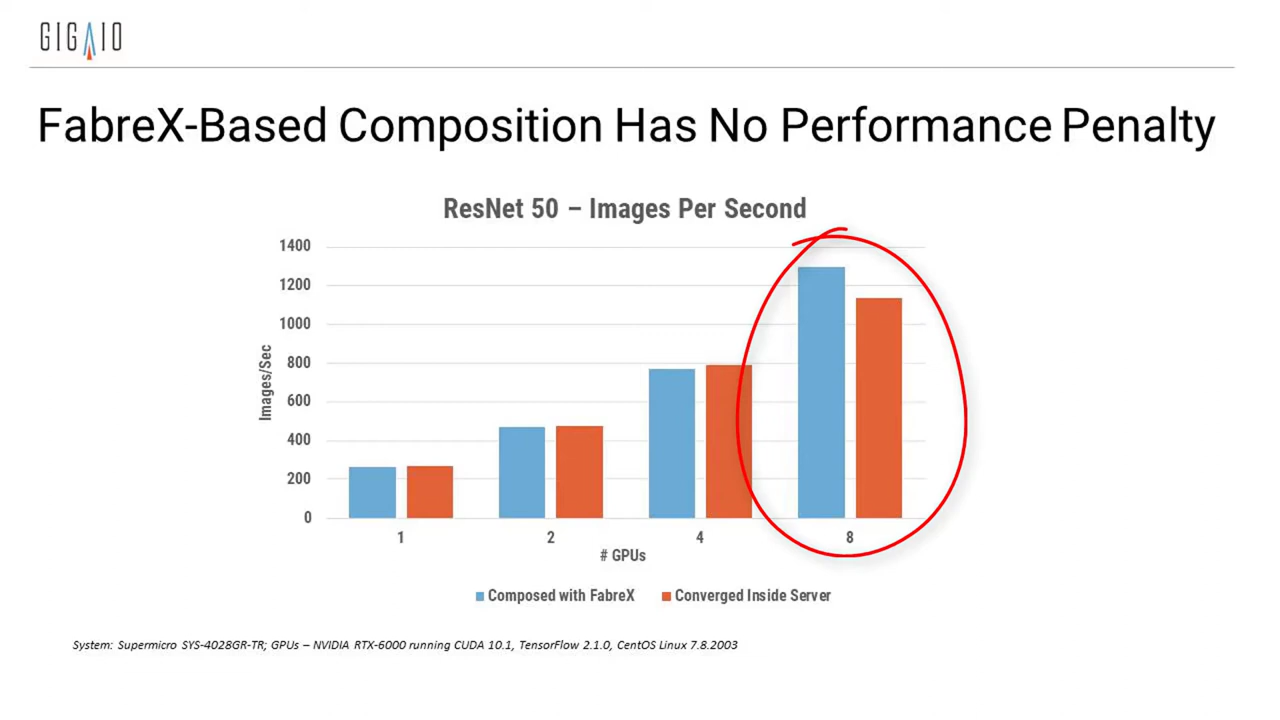 GIGAIO
FabreX-Based Composition Has No Performance Penalty
ResNet 50 – Images Per Second
1400
1200
1000
800
600
400
200
0
Images/Sec
1 2 4 8
# GPUs
Composed with FabreX Converged Inside Server
System: Supermicro SYS-4028GR-TR; GPUs – NVIDIA RTX-6000 running CUDA 10.1, TensorFlow 2.1.0, CentOS Linux 7.8.2003